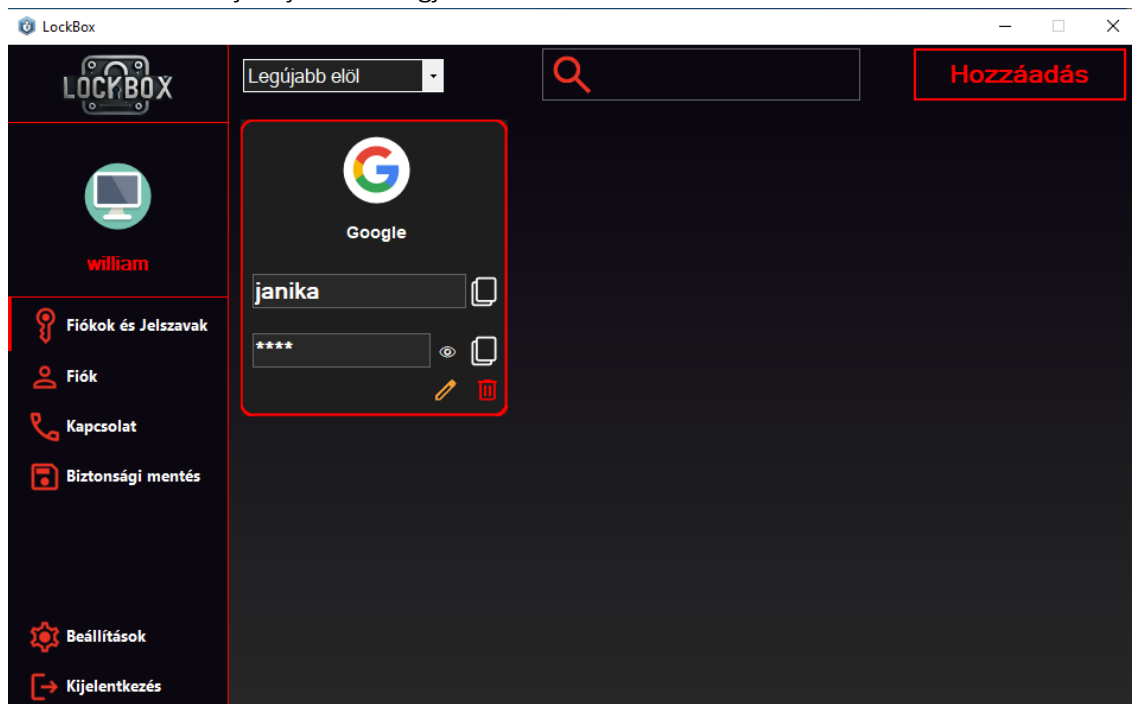 LockBox
LOCKBOX
Legújabb elöl
Hozzáadás
william
Fiókok és Jelszavak
Fiók
Kapcsolat
Biztonsági mentés
Beállítások
Kijelentkezés
Google
janika
****